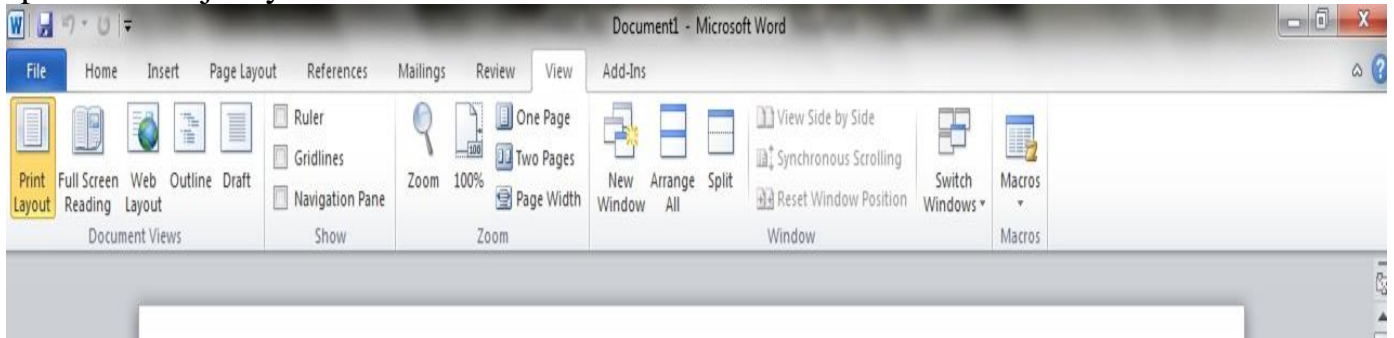 W Document1 - Microsoft Word
File Home Insert Page Layout References Mailings Review View Add-Ins
Print Layout
Full Screen Reading
Web Layout
Outline
Draft
Document Views
Ruler
Gridlines
Navigation Pane
Show
Zoom
100
100%
One Page
Two Pages
Page Width
Zoom
New Window
Arrange All
Split
View Side by Side
Synchronous Scrolling
Reset Window Position
Switch Windows
Window
Macros
Macros